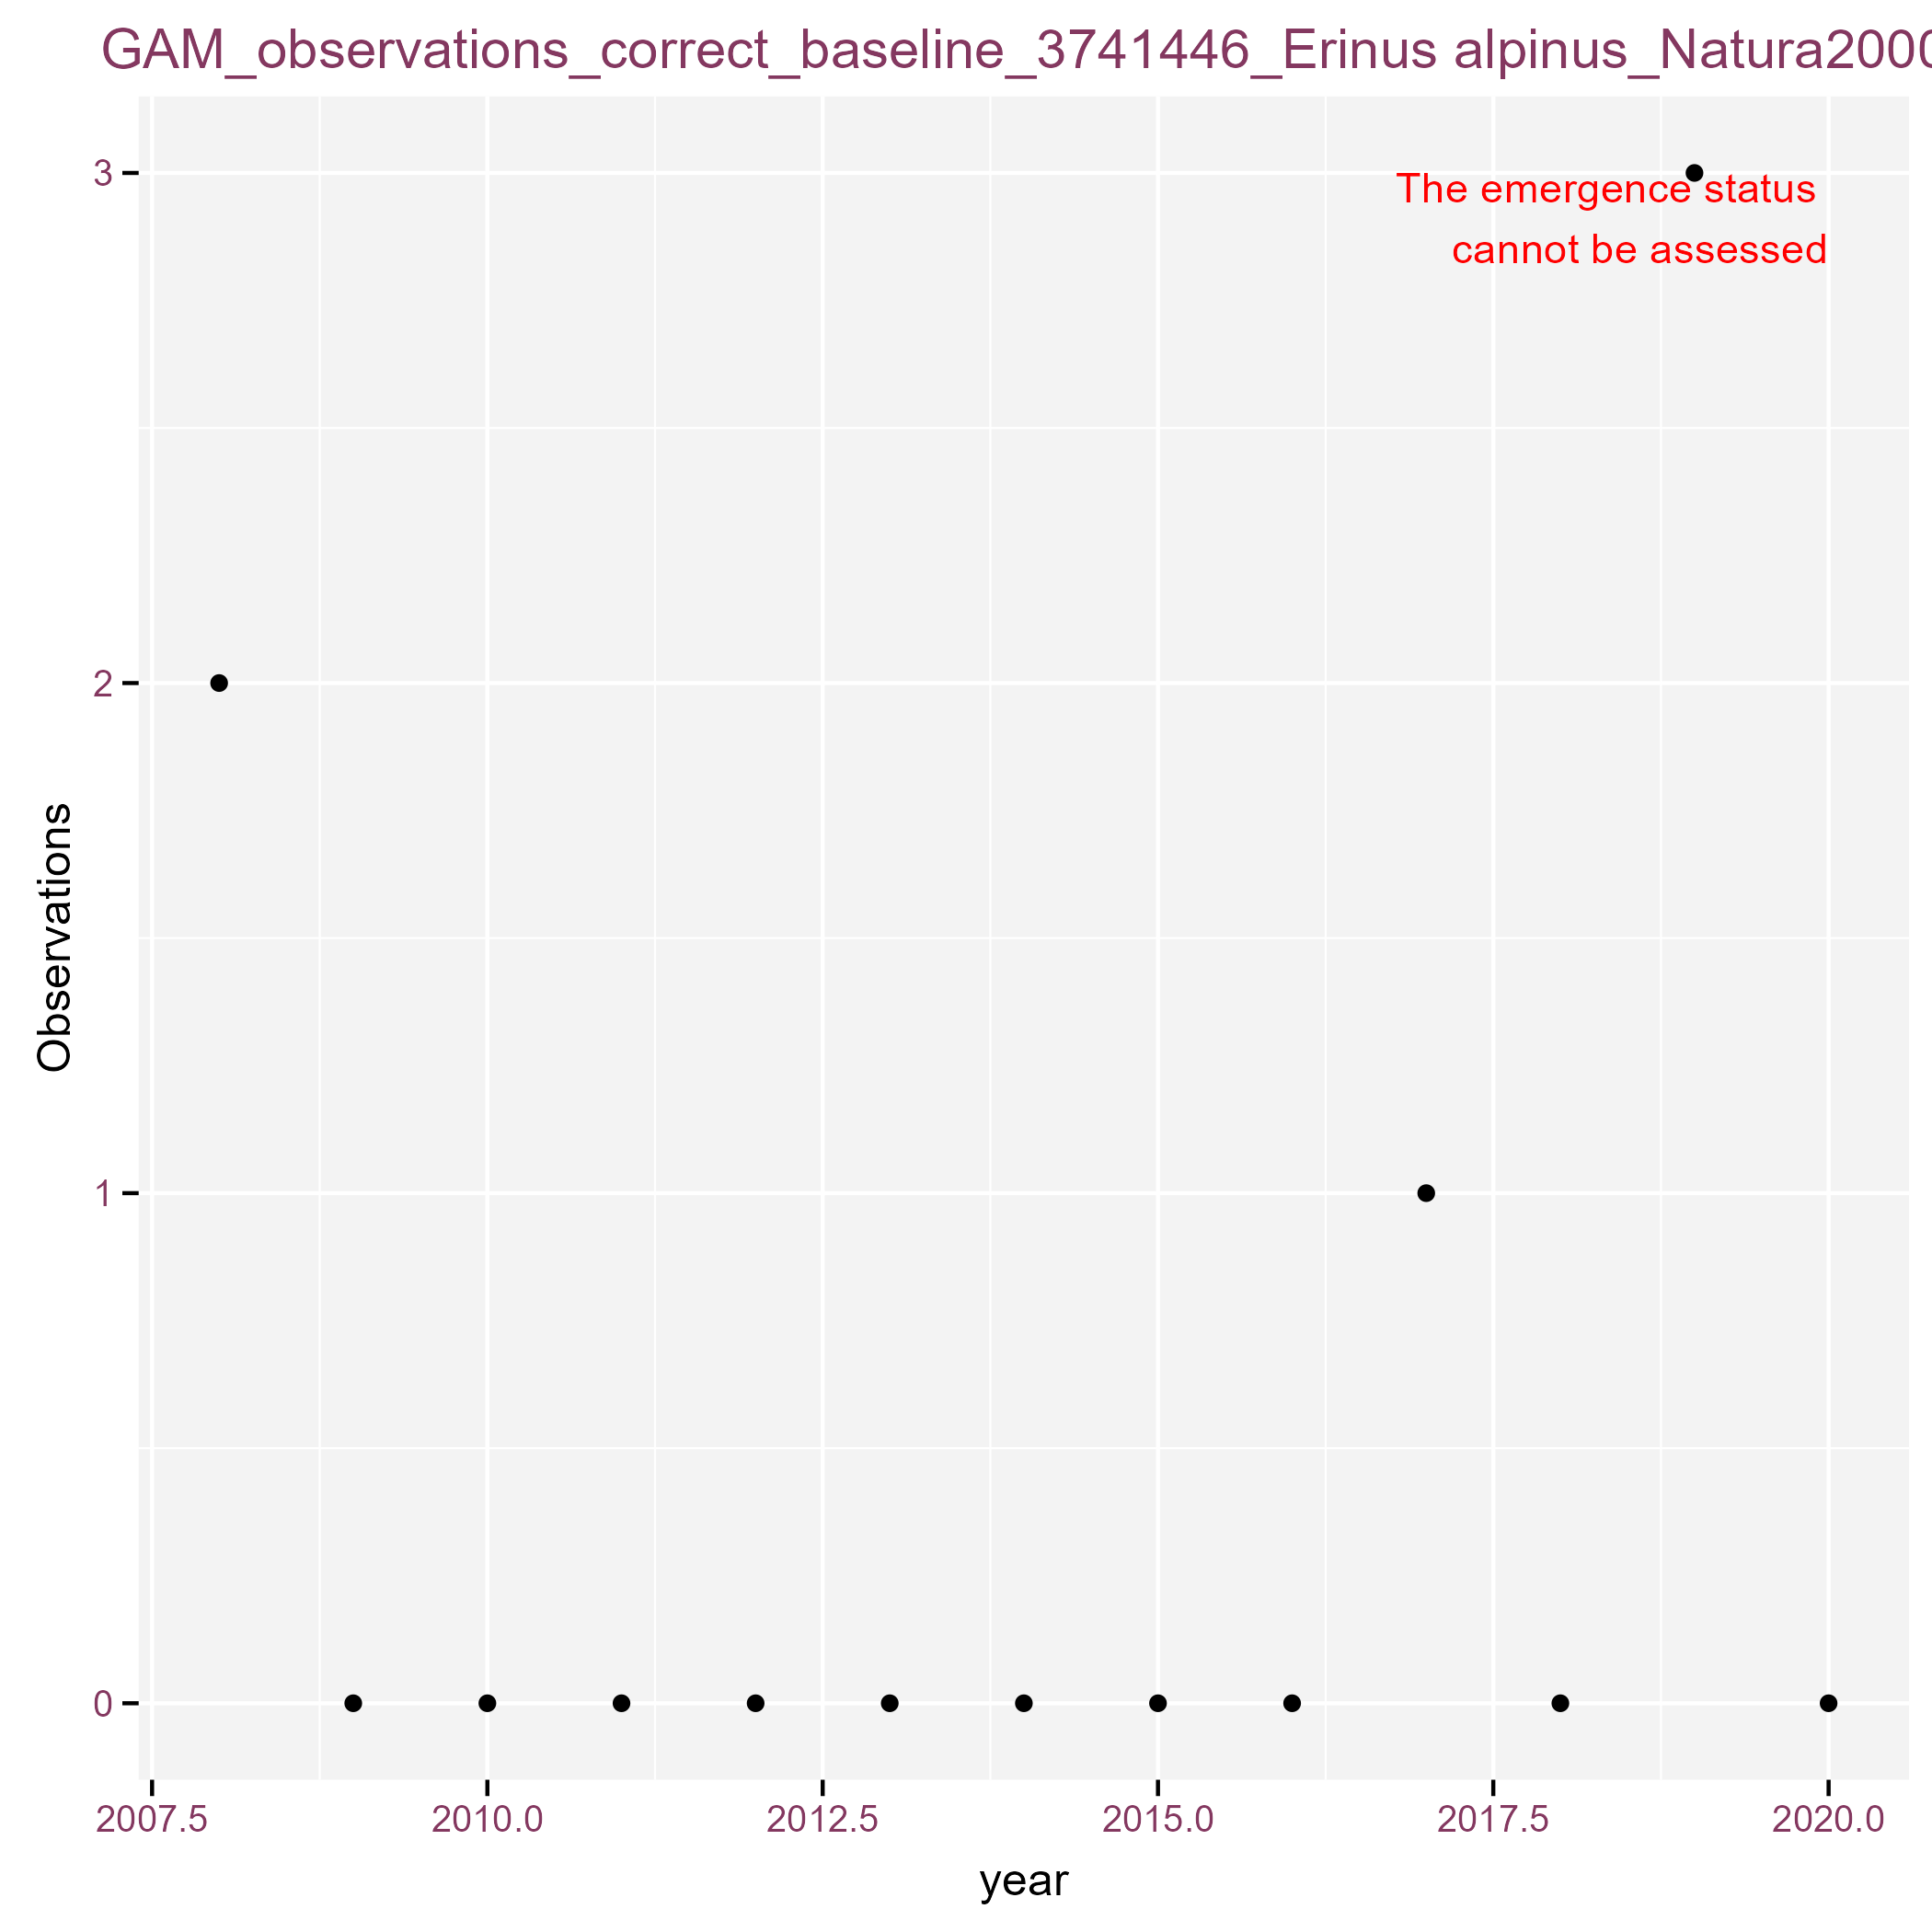 GAM_observations_correct_baseline_3741446_Erinus alpinus_Natura2000
3
The emergence status
cannot be assessed
2
Observations
1
0
2007.5 2010.0 2012.5 2015.0 2017.5 2020.0
year